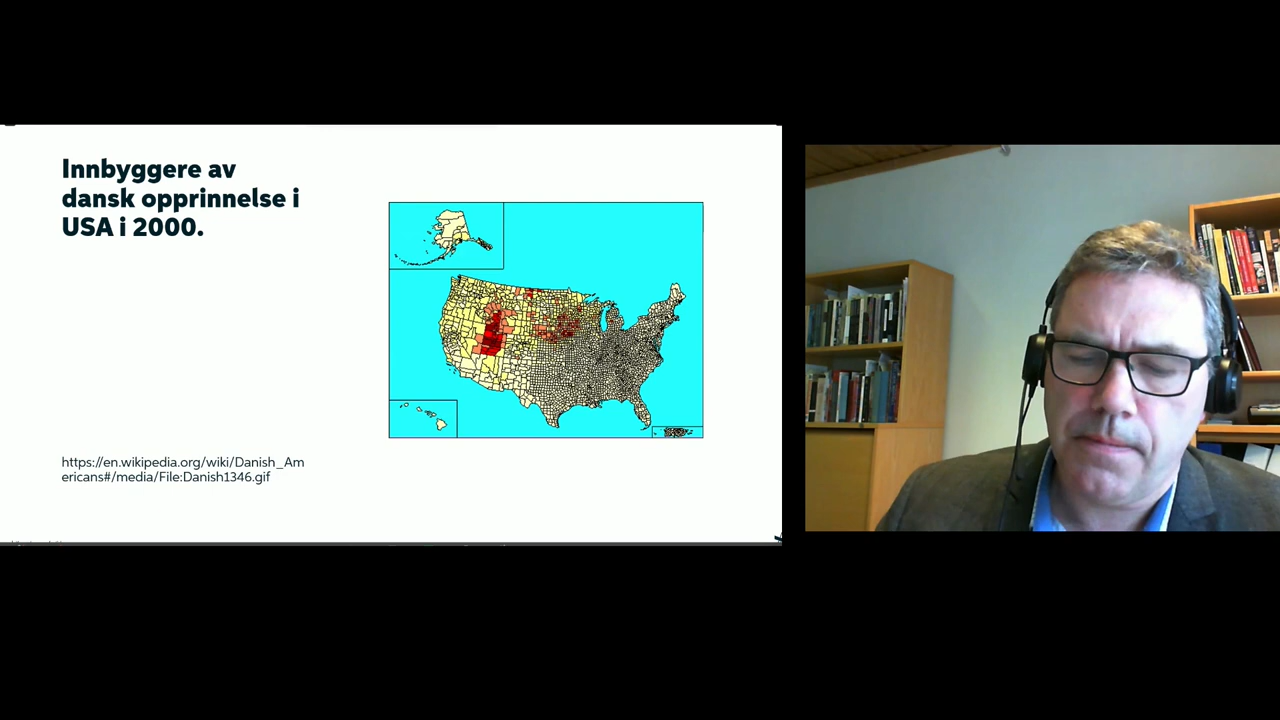 Innbyggere av
dansk opprinnelse i
USA i 2000.
https://en.wikipedia.org/wiki/Danish_Am
ericans#/media/File:Danish1346.gif